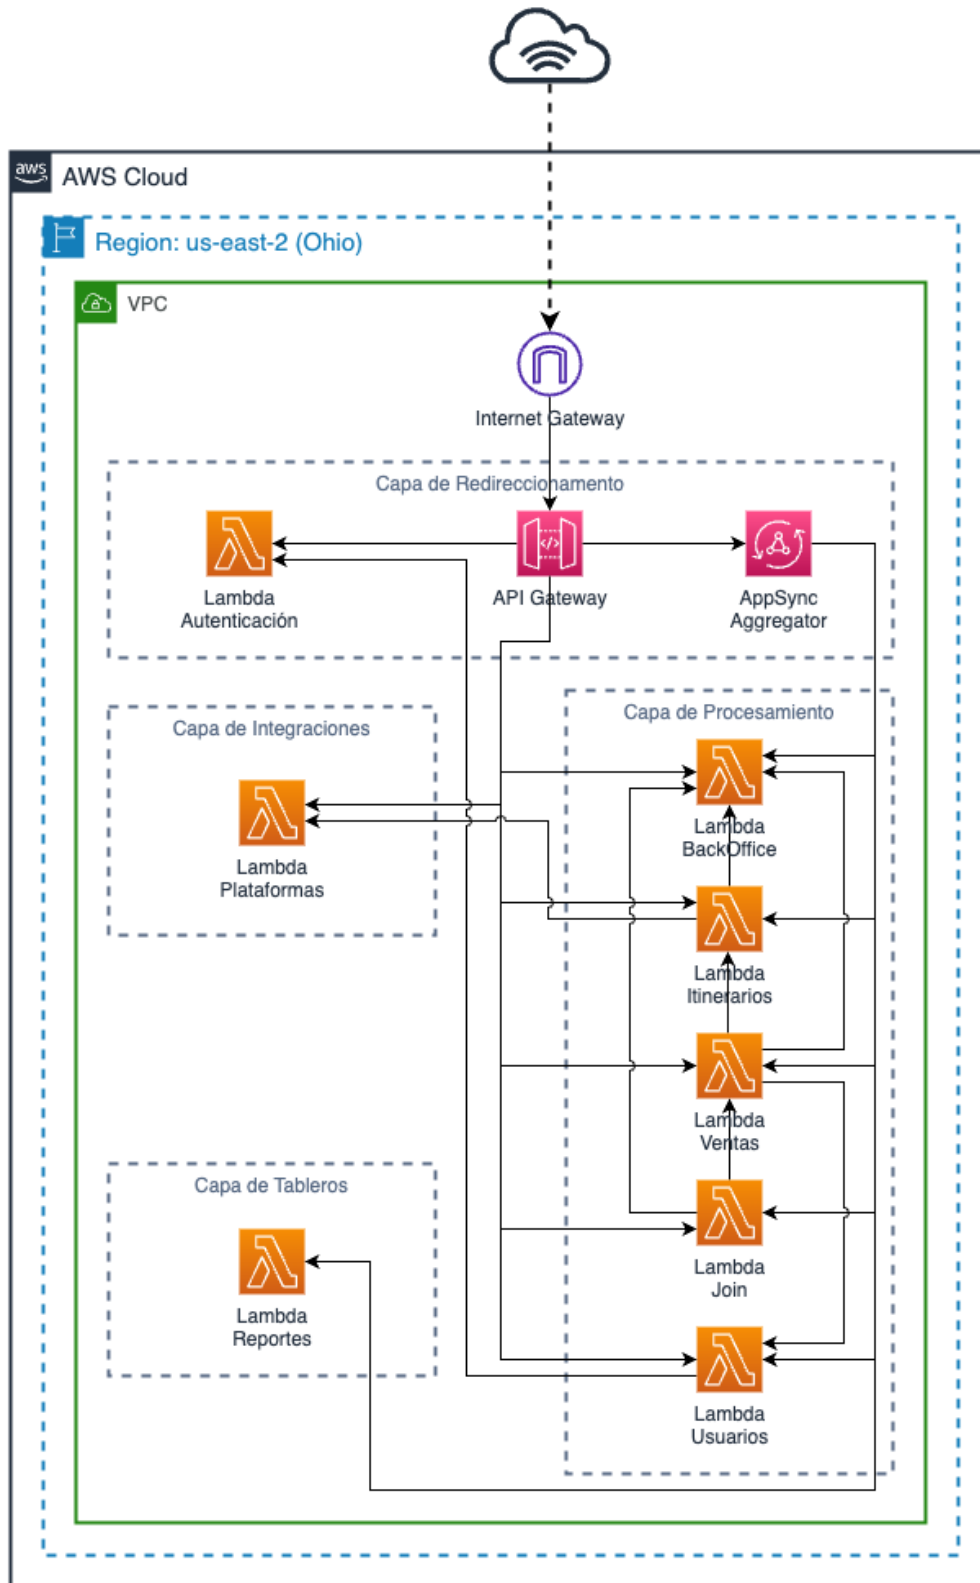 aws
AWS Cloud
Region: us-east-2 (Ohio)
VPC
Internet Gateway
Capa de Redireccionamento
Lambda
Autenticación
API Gateway
</>
AppSync
Aggregator
Capa de Integraciones
Lambda
Plataformas
Capa de Procesamiento
Lambda
BackOffice
Lambda
Itinerarios
Lambda
Ventas
Lambda
Join
Lambda
Usuarios
Capa de Tableros
Lambda
Reportes